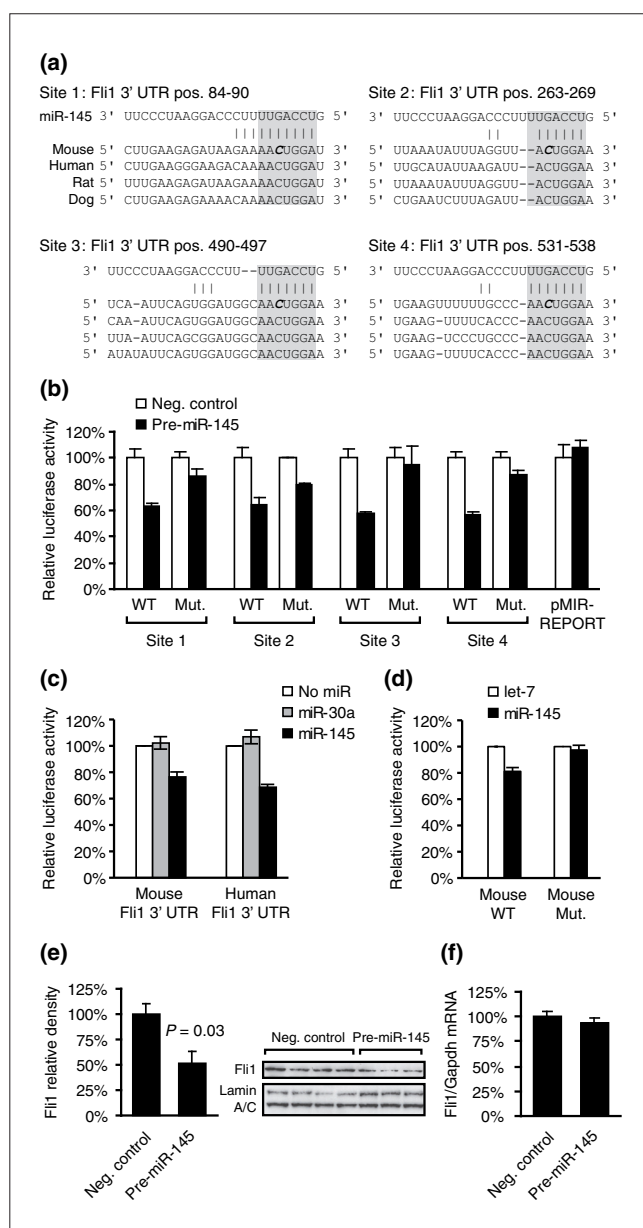 (a)
Site 1: Fli1 3' UTR pos. 84-90
miR-145 3' UUCCCUAAGGACCCUUUUGACCUG 5'
Mouse 5' CUUGAAGAGAUAAGAAAACUGGAU 3'
Human 5' CUUGAAGGGAAGACAAAACUGGAU 3'
Rat 5' UUUGAAGAGAUAAGAAAACUGGAU 3'
Dog 5' CUUGAAGAGAAAACAAAACUGGAU 3'
Site 2: Fli1 3' UTR pos. 263-269
3' UUCCCUAAGGACCCUUUUGACCUG 5'
5' UUAAAUAUUUAGGUU--ACUGGAA 3'
5' UUGCAUAUUAAGAUU--ACUGGAA 3'
5' UUAAAUAUUUAGGUU--ACUGGAA 3'
5' CUGAAUCUUUAGAUU--ACUGGAA 3'
Site 3: Fli1 3' UTR pos. 490-497
3' UUCCCUAAGGACCCUU--UUGACCUG 5'
5' UCA-AUUCAGUGGAUGGCAACUGGAA 3'
5' CAA-AUUCAGUGGAUGGCAACUGGAA 3'
5' UUA-AUUCAGCGGAUGGCAACUGGAA 3'
5' AUAUAUUCAGUGGAUGGCAACUGGAA 3'
Site 4: Fli1 3' UTR pos. 531-538
3' UUCCCUAAGGACCCUUUUGACCUG 5'
5' UGAAGUUUUUUGCCC-AACUGGAA 3'
5' UGAAG-UUUUCACCC-AACUGGAA 3'
5' UGAAG-UCCCUGCCC-AACUGGAA 3'
5' UGAAG-UUUUCACCC-AACUGGAA 3'
(b)
Neg. control
Pre-miR-145
Relative luciferase activity
120%
100%
80%
60%
40%
20%
0%
WT Mut. WT Mut. WT Mut. WT Mut. pMIR-
REPORT
Site 1 Site 2 Site 3 Site 4
(c)
No miR
miR-30a
miR-145
Relative luciferase activity
120%
100%
80%
60%
40%
20%
0%
Mouse Human
Fli1 3' UTR Fli1 3' UTR
(d)
let-7
miR-145
Relative luciferase activity
120%
100%
80%
60%
40%
20%
0%
Mouse Mouse
WT Mut.
(e)
Fli1 relative density
125%
100%
75%
50%
25%
0%
P = 0.03
Neg. control
Pre-miR-145
Neg. control Pre-miR-145
Fli1
Lamin
A/C
(f)
Fli1/Gapdh mRNA
125%
100%
75%
50%
25%
0%
Neg. control
Pre-miR-145